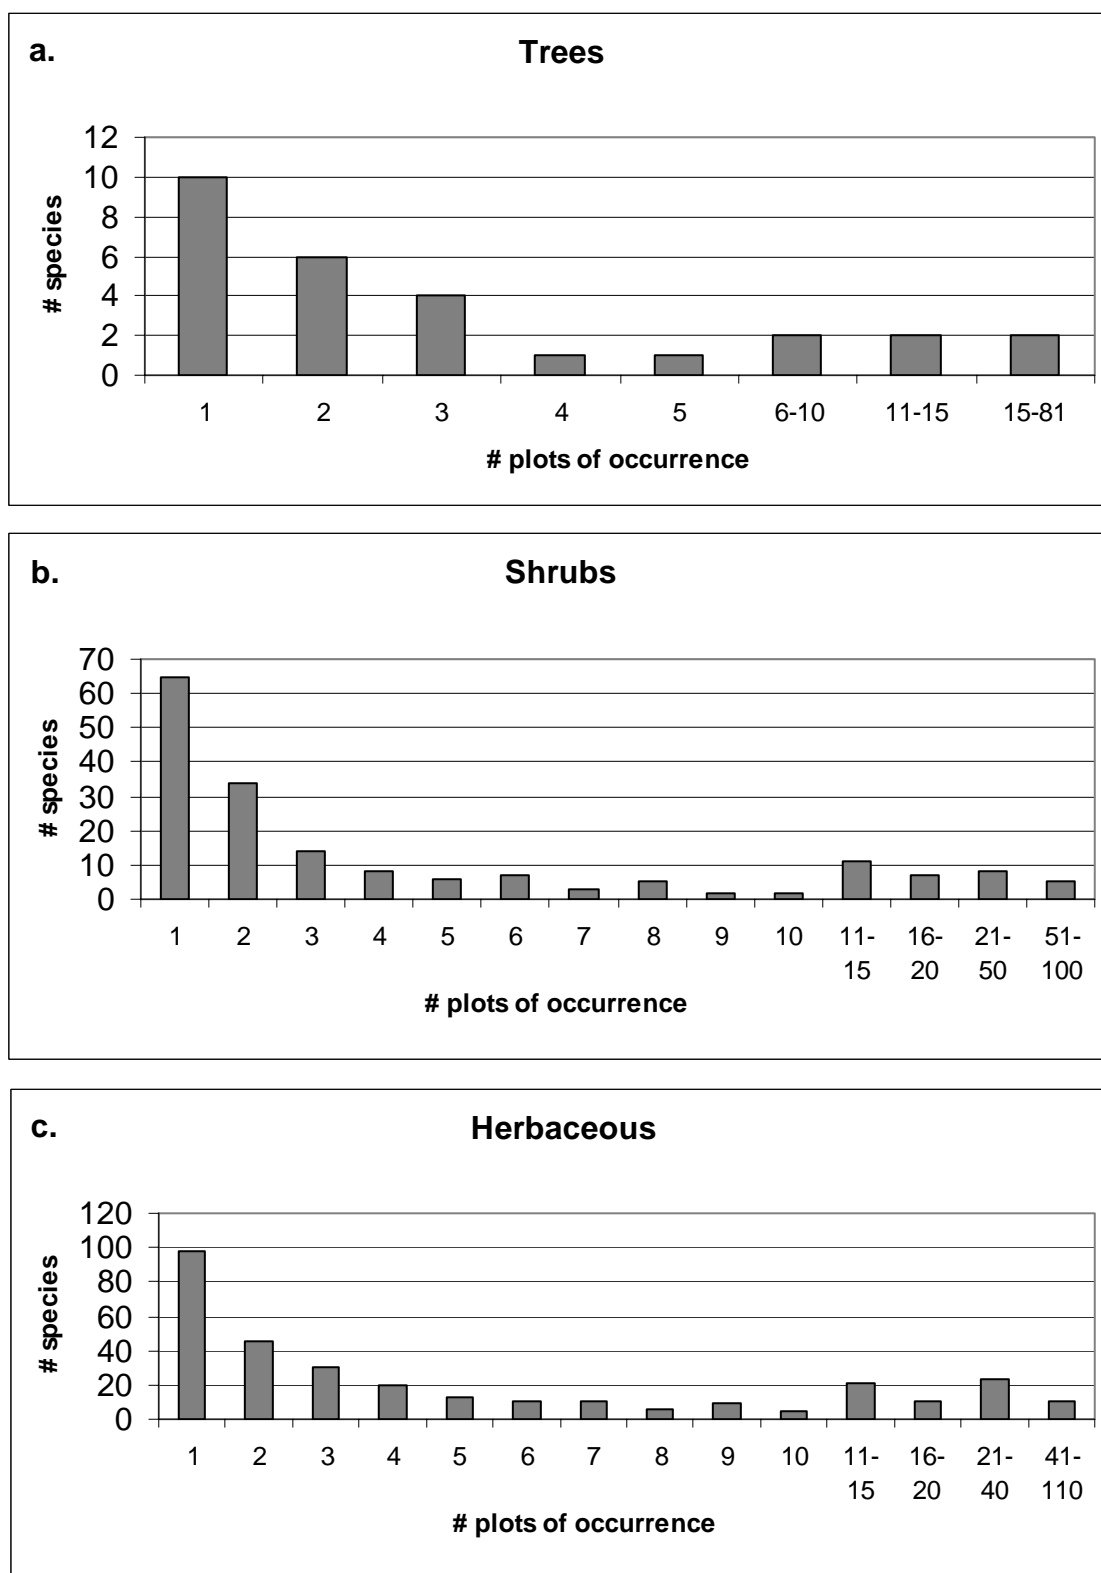 a.
Trees
12
10
8
6
4
2
0
# species
1 2 3 4 5 6-10 11-15 15-81
# plots of occurrence
b.
Shrubs
70
60
50
40
30
20
10
0
# species
1 2 3 4 5 6 7 8 9 10 11- 16- 21- 51-
15 20 50 100
# plots of occurrence
c.
Herbaceous
120
100
80
60
40
20
0
# species
1 2 3 4 5 6 7 8 9 10 11- 16- 21- 41-
15 20 40 110
# plots of occurrence